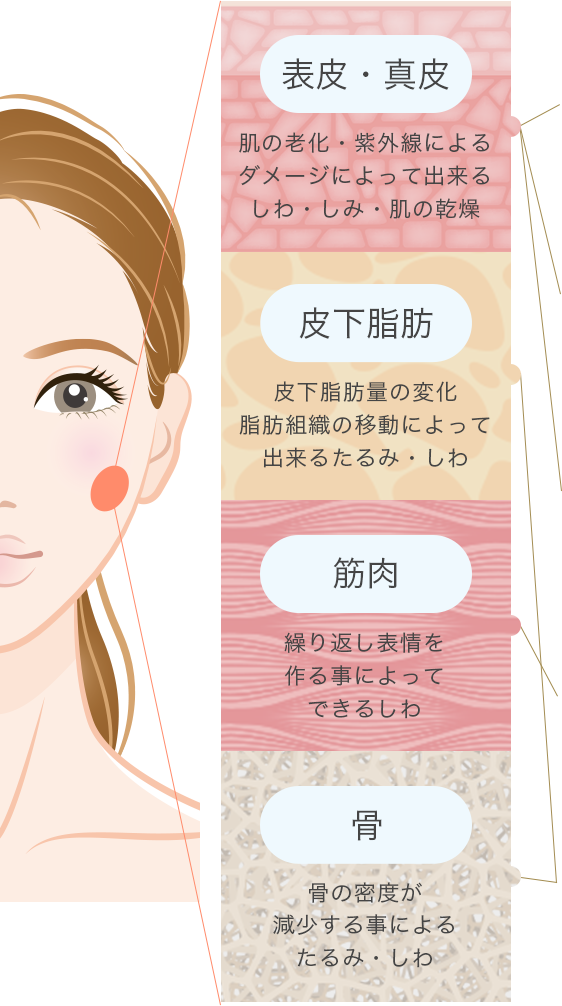 表皮・真皮
肌の老化・紫外線による
ダメージによって出来る
しわ・しみ・肌の乾燥
皮下脂肪
皮下脂肪量の変化
脂肪組織の移動によって
出来るたるみ・しわ
筋肉
繰り返し表情を
作る事によって
できるしわ
骨
骨の密度が
減少する事による
たるみ・しわ